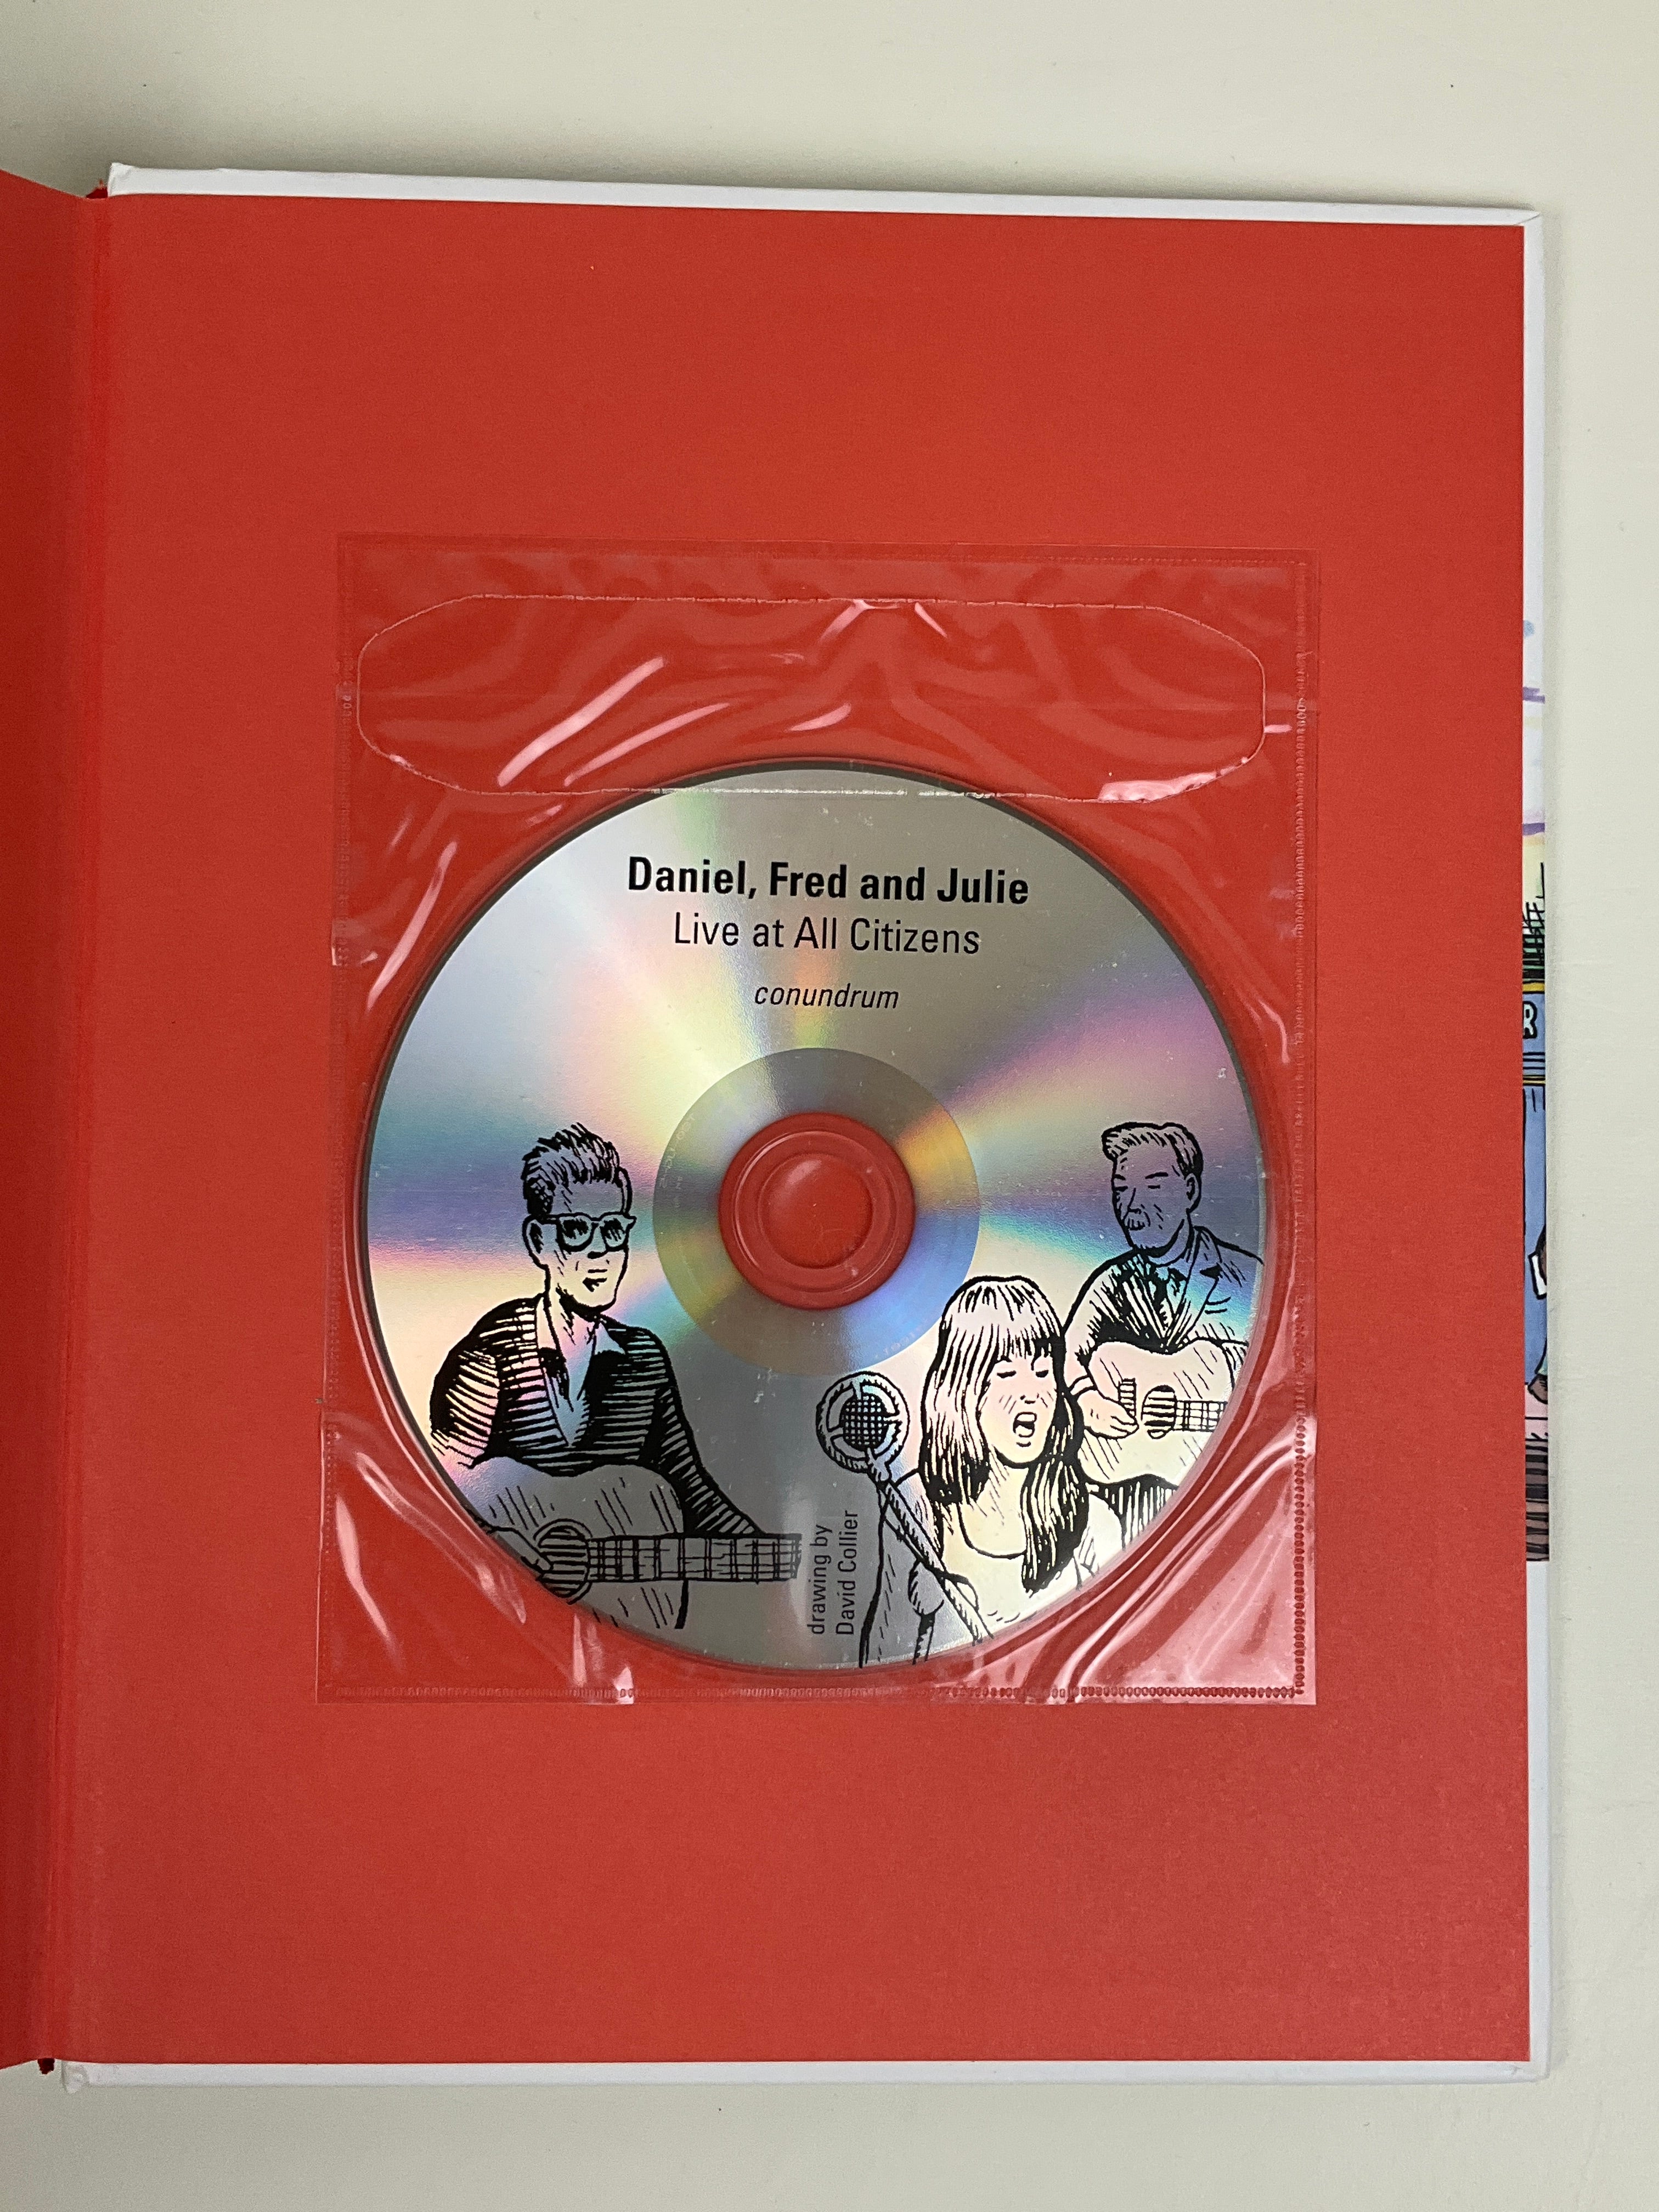 Daniel, Fred and Julie
Live at All Citizens
conundrum
drawing by
David Collier
R